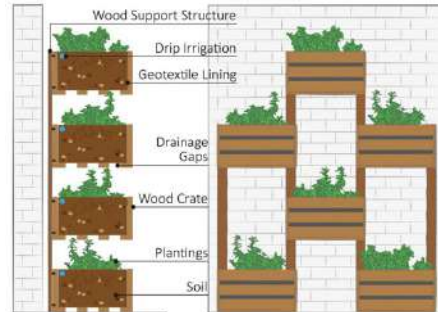 Wood Support Structure
Drip Irrigation
Geotextile Lining
Drainage
Gaps
Wood Crate
Plantings
Soil